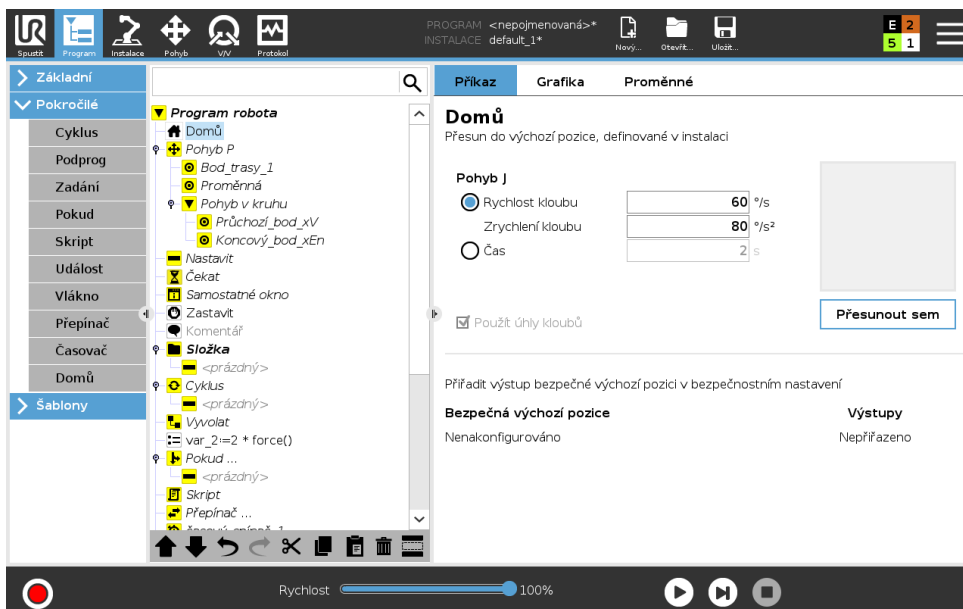 UR
Spustit
Program
Instalace
Pohyb
V/V
Protokol
PROGRAM <nepojmenovaná>*
INSTALACE default_1*
Nový...
Otevřít...
Uložit...
E 2
5 1
Základní
Pokročilé
Cyklus
Podprog
Zadání
Pokud
Skript
Událost
Vlákno
Přepínač
Časovač
Domů
Šablony
Program robota
Domů
Pohyb P
Bod_trasy_1
Proměnná
Pohyb v kruhu
Průchozí_bod_xV
Koncový_bod_xEn
Nastavit
Čekat
Samostatné okno
Zastavit
Komentář
Složka
<prázdný>
Cyklus
<prázdný>
Vyvolat
var_2:=2 * force()
Pokud ...
<prázdný>
Skript
Přepínač ...
Příkaz
Grafika
Proměnné
Domů
Přesun do výchozí pozice, definované v instalaci
Pohyb J
Rychlost kloubu 60 °/s
Zrychlení kloubu 80 °/s²
Čas 2 s
Použít úhly kloubů
Přesunout sem
Přiřadit výstup bezpečné výchozí pozici v bezpečnostním nastavení
Bezpečná výchozí pozice Výstupy
Nenakonfigurováno Nepřiřazeno
Rychlost 100%